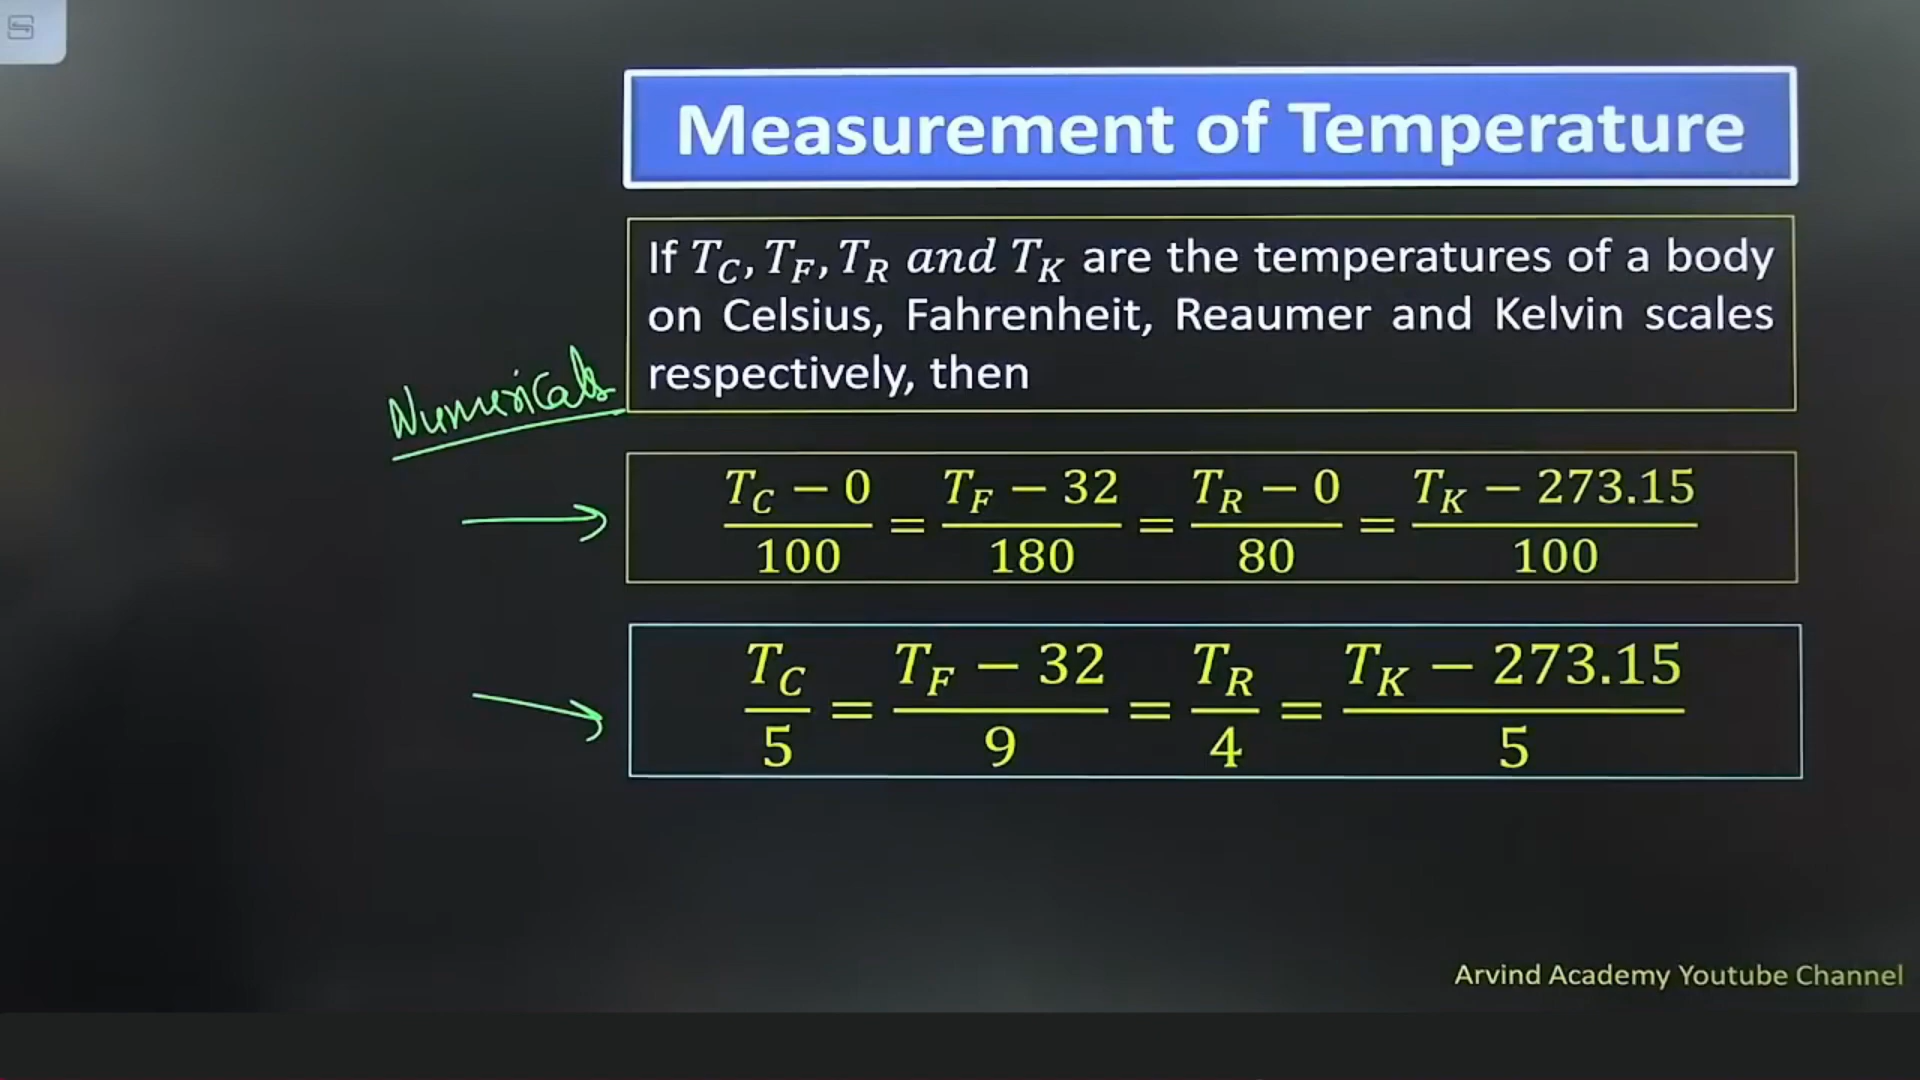 Measurement of Temperature
If T_C, T_F, T_R and T_K are the temperatures of a body
on Celsius, Fahrenheit, Reaumer and Kelvin scales
respectively, then
Numericals
(T_C − 0)/100 = (T_F − 32)/180 = (T_R − 0)/80 = (T_K − 273.15)/100
T_C/5 = (T_F − 32)/9 = T_R/4 = (T_K − 273.15)/5
Arvind Academy Youtube Channel